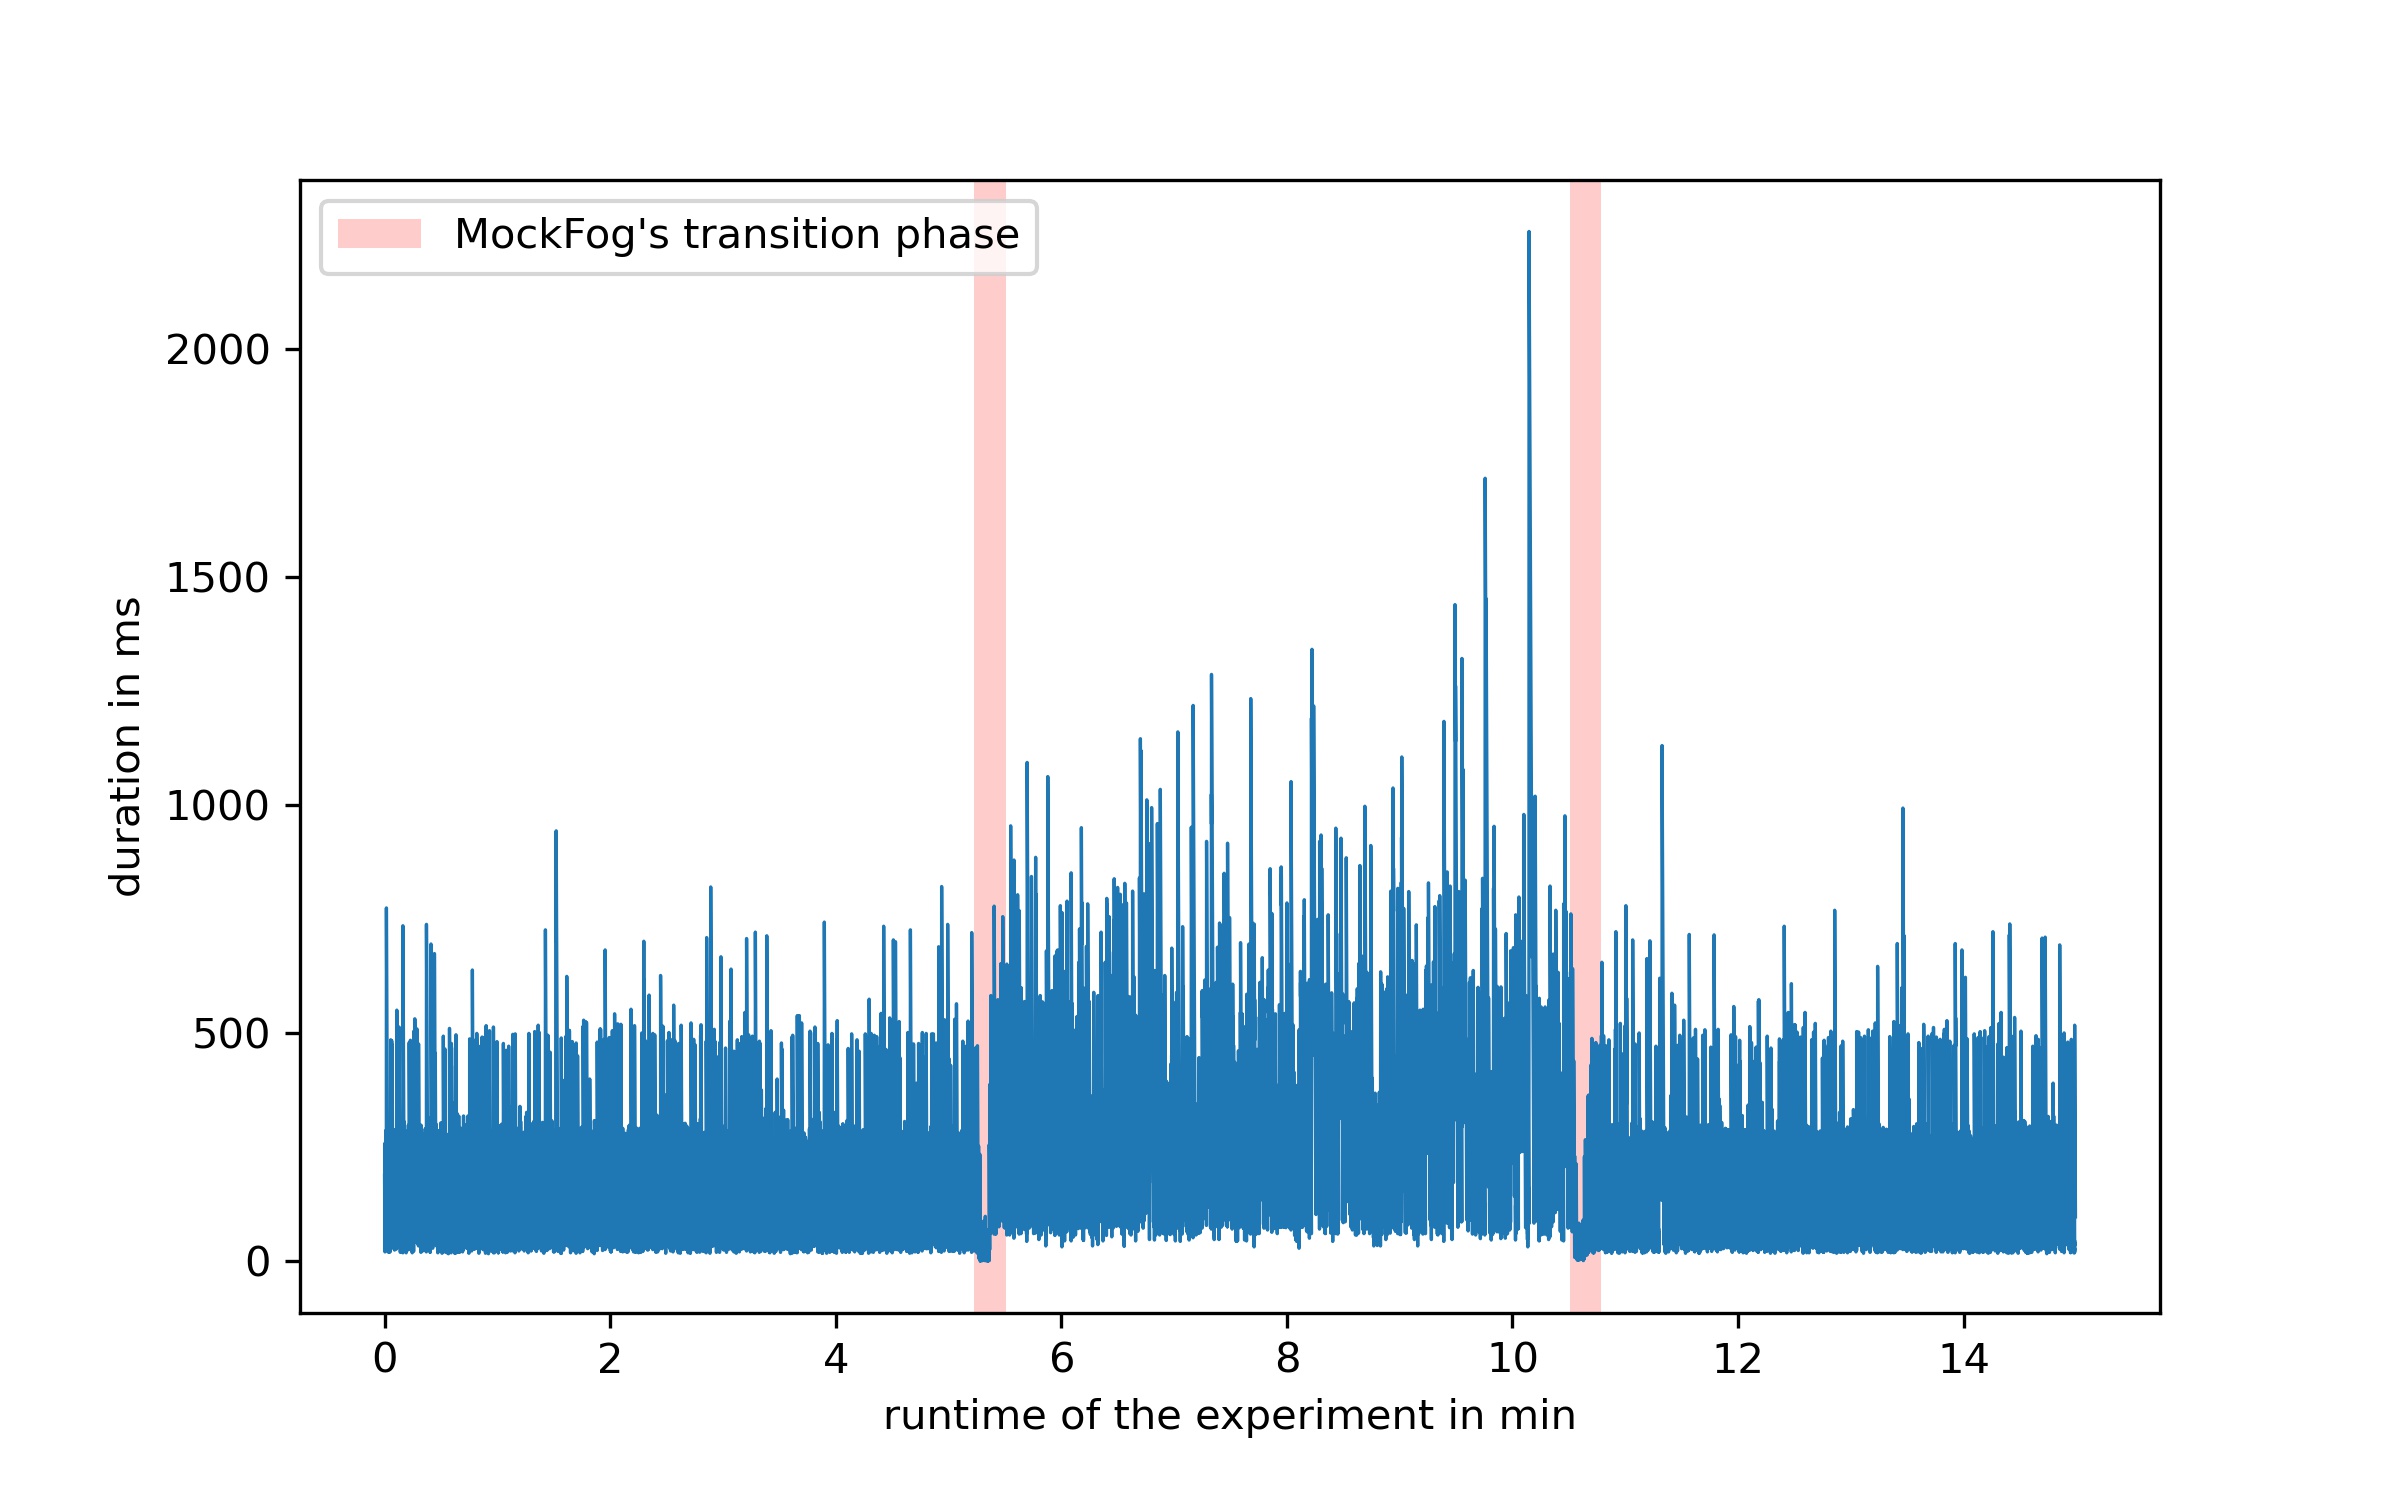 MockFog's transition phase
2000
1500
1000
500
0
duration in ms
0 2 4 6 8 10 12 14
runtime of the experiment in min